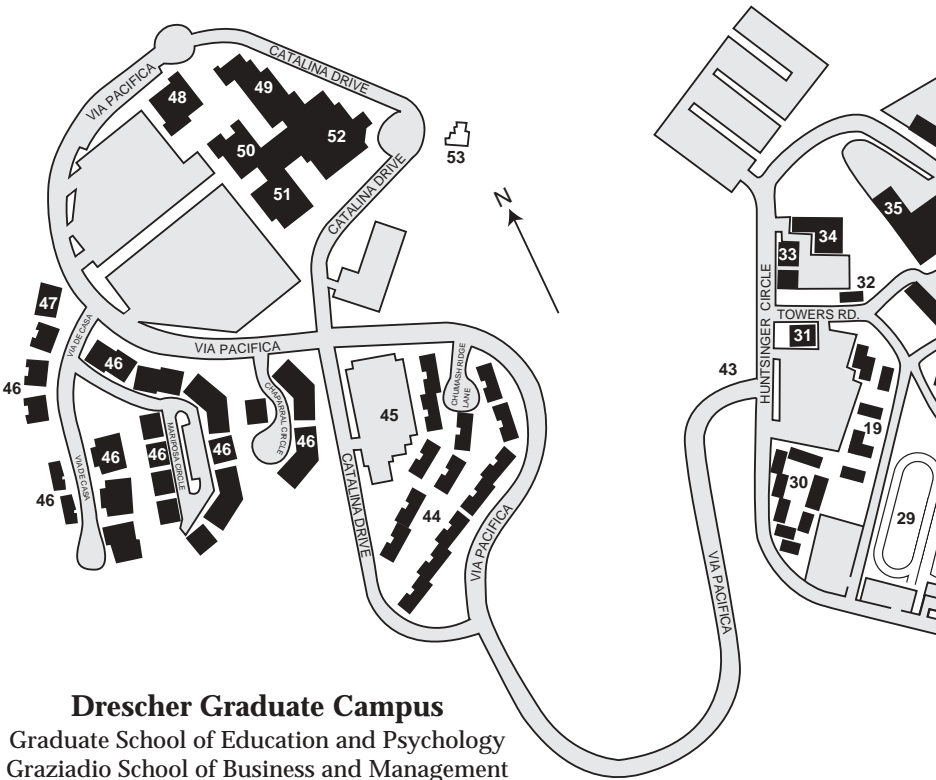 CATALINA DRIVE
VIA PACIFICA
49
48
52
50
53
51
CATALINA DRIVE
N
35
34
33
32
HUNTSINGER CIRCLE
TOWERS RD.
31
47
VIA DE CASA
VIA PACIFICA
46
46
CHUMASH RIDGE
LANE
43
CHAPARRAL CIRCLE
45
19
MARIPOSA CIRCLE
46
46
46
46
VIA DE CASA
46
CATALINA DRIVE
44
VIA PACIFICA
30
29
VIA PACIFICA
Drescher Graduate Campus
Graduate School of Education and Psychology
Graziadio School of Business and Management